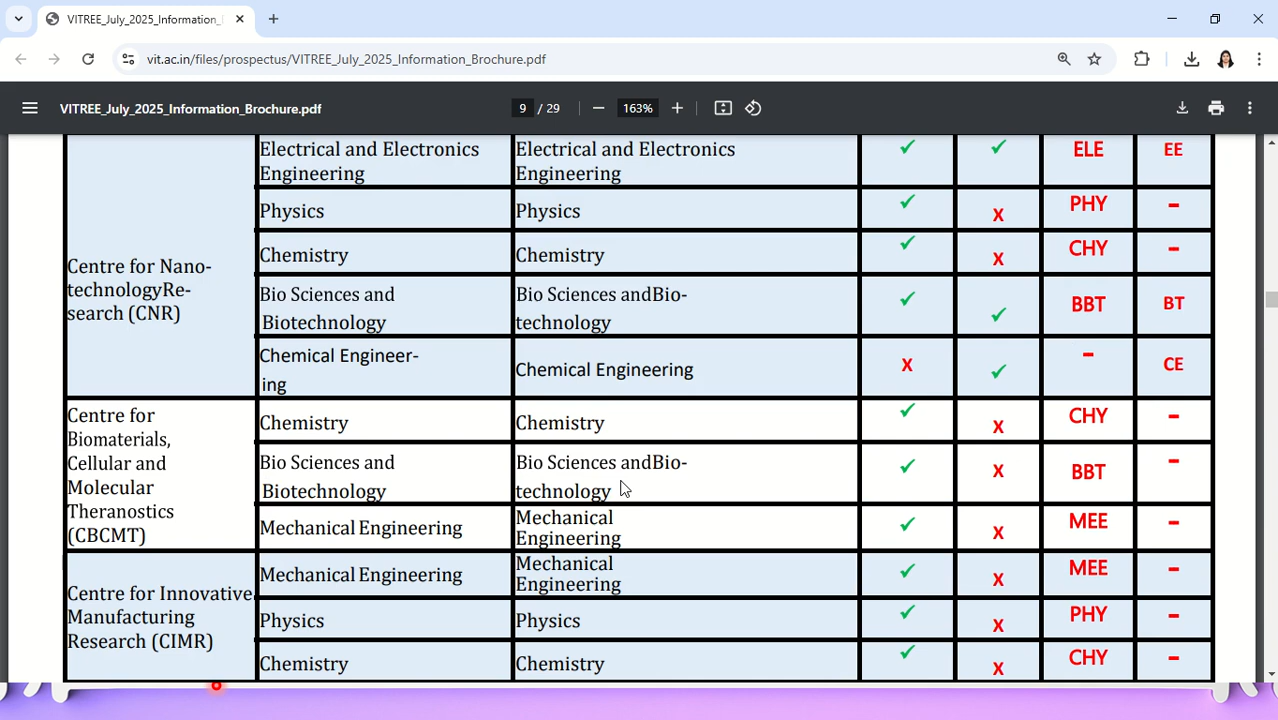 VITREE_July_2025_Information_
vit.ac.in/files/prospectus/VITREE_July_2025_Information_Brochure.pdf
VITREE_July_2025_Information_Brochure.pdf
9 / 29
163%
Electrical and Electronics
Engineering
Electrical and Electronics
Engineering
✓ ✓ ELE EE
Physics Physics ✓ X PHY -
Centre for Nano-
technologyRe-
search (CNR)
Chemistry Chemistry ✓ X CHY -
Bio Sciences and
Biotechnology
Bio Sciences andBio-
technology
✓ ✓ BBT BT
Chemical Engineer-
ing
Chemical Engineering X ✓ - CE
Centre for
Biomaterials,
Cellular and
Molecular
Theranostics
(CBCMT)
Chemistry Chemistry ✓ X CHY -
Bio Sciences and
Biotechnology
Bio Sciences andBio-
technology
✓ X BBT -
Mechanical Engineering
Mechanical
Engineering
✓ X MEE -
Centre for Innovative
Manufacturing
Research (CIMR)
Mechanical Engineering
Mechanical
Engineering
✓ X MEE -
Physics Physics ✓ X PHY -
Chemistry Chemistry ✓ X CHY -